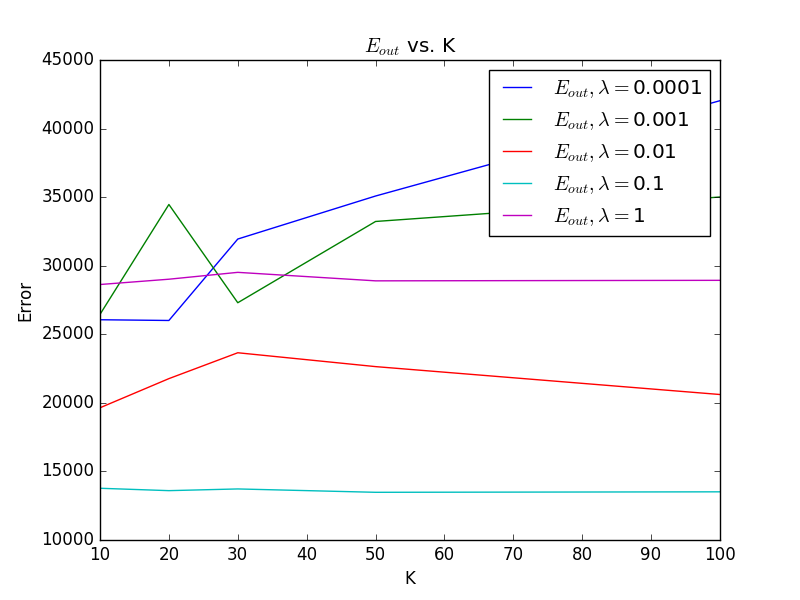 E_out vs. K
45000
40000
35000
30000
25000
20000
15000
10000
Error
E_out, λ = 0.0001
E_out, λ = 0.001
E_out, λ = 0.01
E_out, λ = 0.1
E_out, λ = 1
10 20 30 40 50 60 70 80 90 100
K